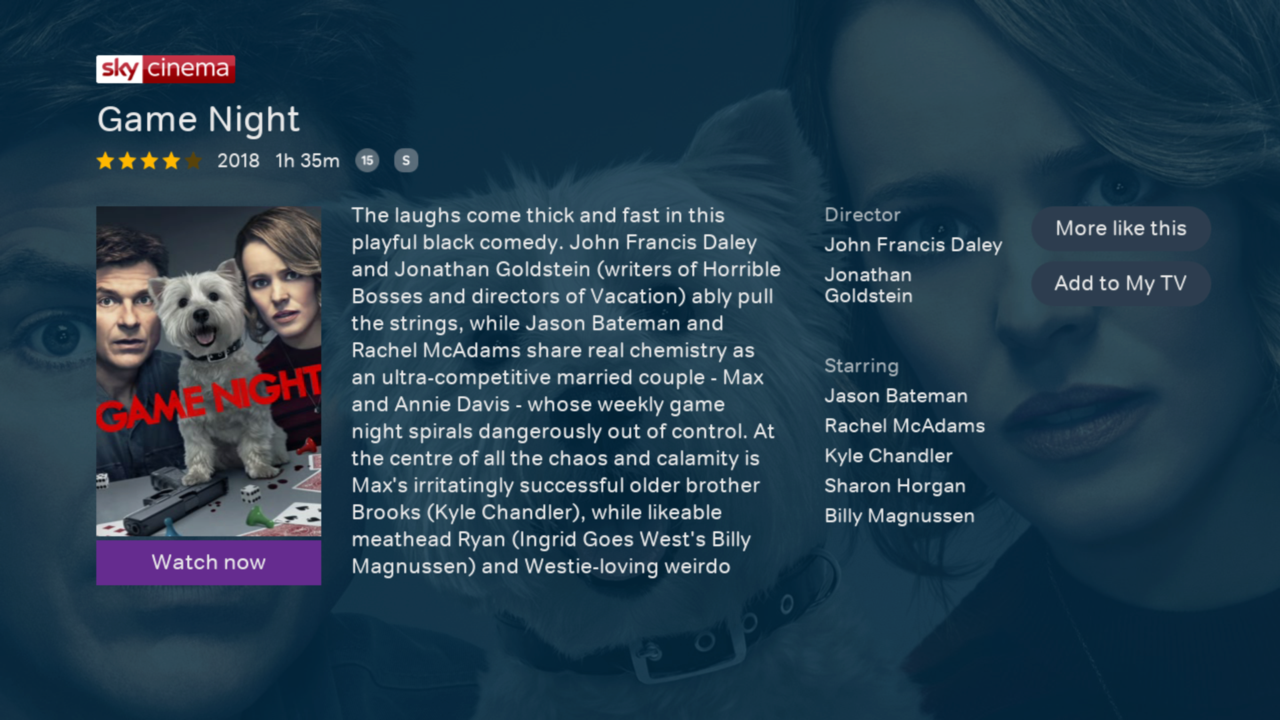 sky cinema
Game Night
2018 1h 35m 15 S
The laughs come thick and fast in this
playful black comedy. John Francis Daley
and Jonathan Goldstein (writers of Horrible
Bosses and directors of Vacation) ably pull
the strings, while Jason Bateman and
Rachel McAdams share real chemistry as
an ultra-competitive married couple - Max
and Annie Davis - whose weekly game
night spirals dangerously out of control. At
the centre of all the chaos and calamity is
Max's irritatingly successful older brother
Brooks (Kyle Chandler), while likeable
meathead Ryan (Ingrid Goes West's Billy
Magnussen) and Westie-loving weirdo
GAME NIGHT
Watch now
Director
John Francis Daley
Jonathan
Goldstein
Starring
Jason Bateman
Rachel McAdams
Kyle Chandler
Sharon Horgan
Billy Magnussen
More like this
Add to My TV